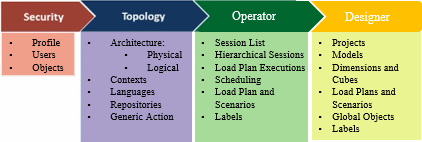 Security
Profile
Users
Objects
Topology
Architecture:
Physical
Logical
Contexts
Languages
Repositories
Generic Action
Operator
Session List
Hierarchical Sessions
Load Plan Executions
Scheduling
Load Plan and
Scenarios
Labels
Designer
Projects
Models
Dimensions and
Cubes
Load Plans and
Scenarios
Global Objects
Labels